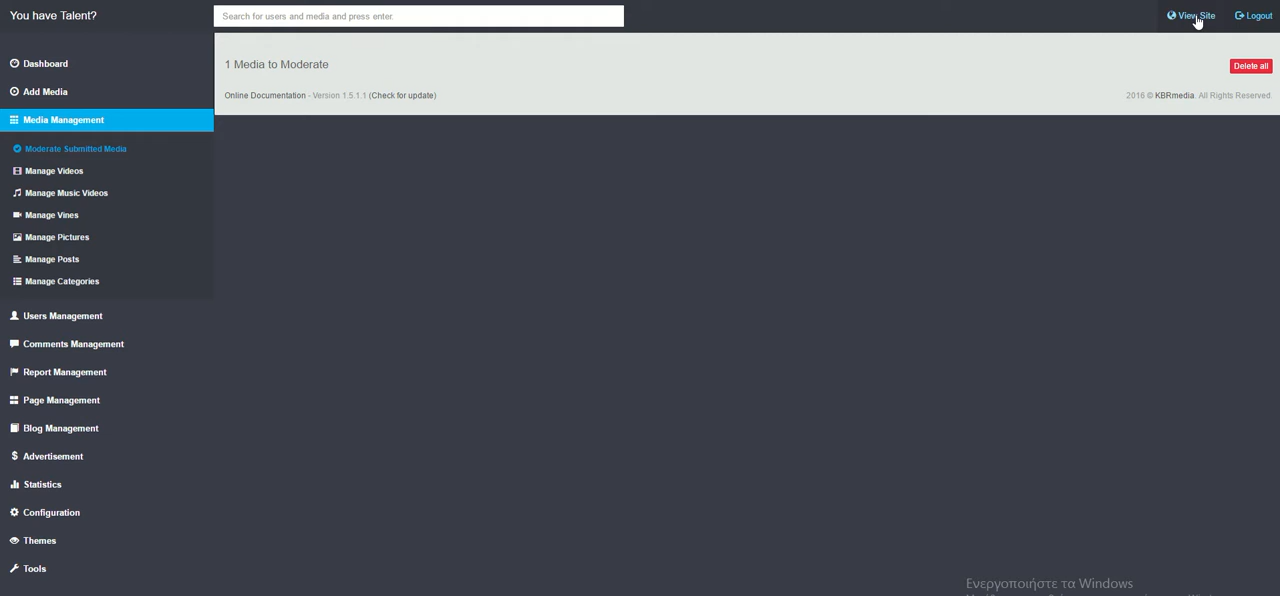 You have Talent?
Search for users and media and press enter.
View Site
Logout
Dashboard
Add Media
Media Management
Moderate Submitted Media
Manage Videos
Manage Music Videos
Manage Vines
Manage Pictures
Manage Posts
Manage Categories
Users Management
Comments Management
Report Management
Page Management
Blog Management
Advertisement
Statistics
Configuration
Themes
Tools
1 Media to Moderate
Delete all
Online Documentation - Version 1.5.1.1 (Check for update)
2016 © KBRmedia. All Rights Reserved.
Ενεργοποιήστε τα Windows